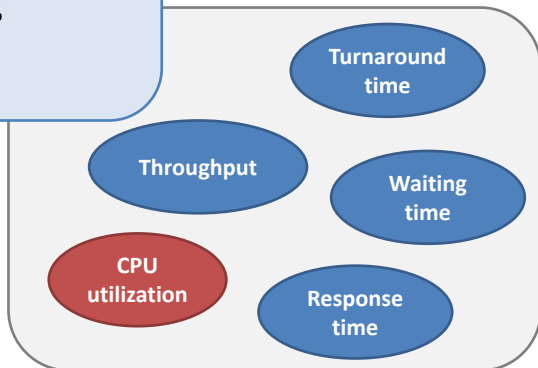 Turnaround
time
Throughput
Waiting
time
CPU
utilization
Response
time